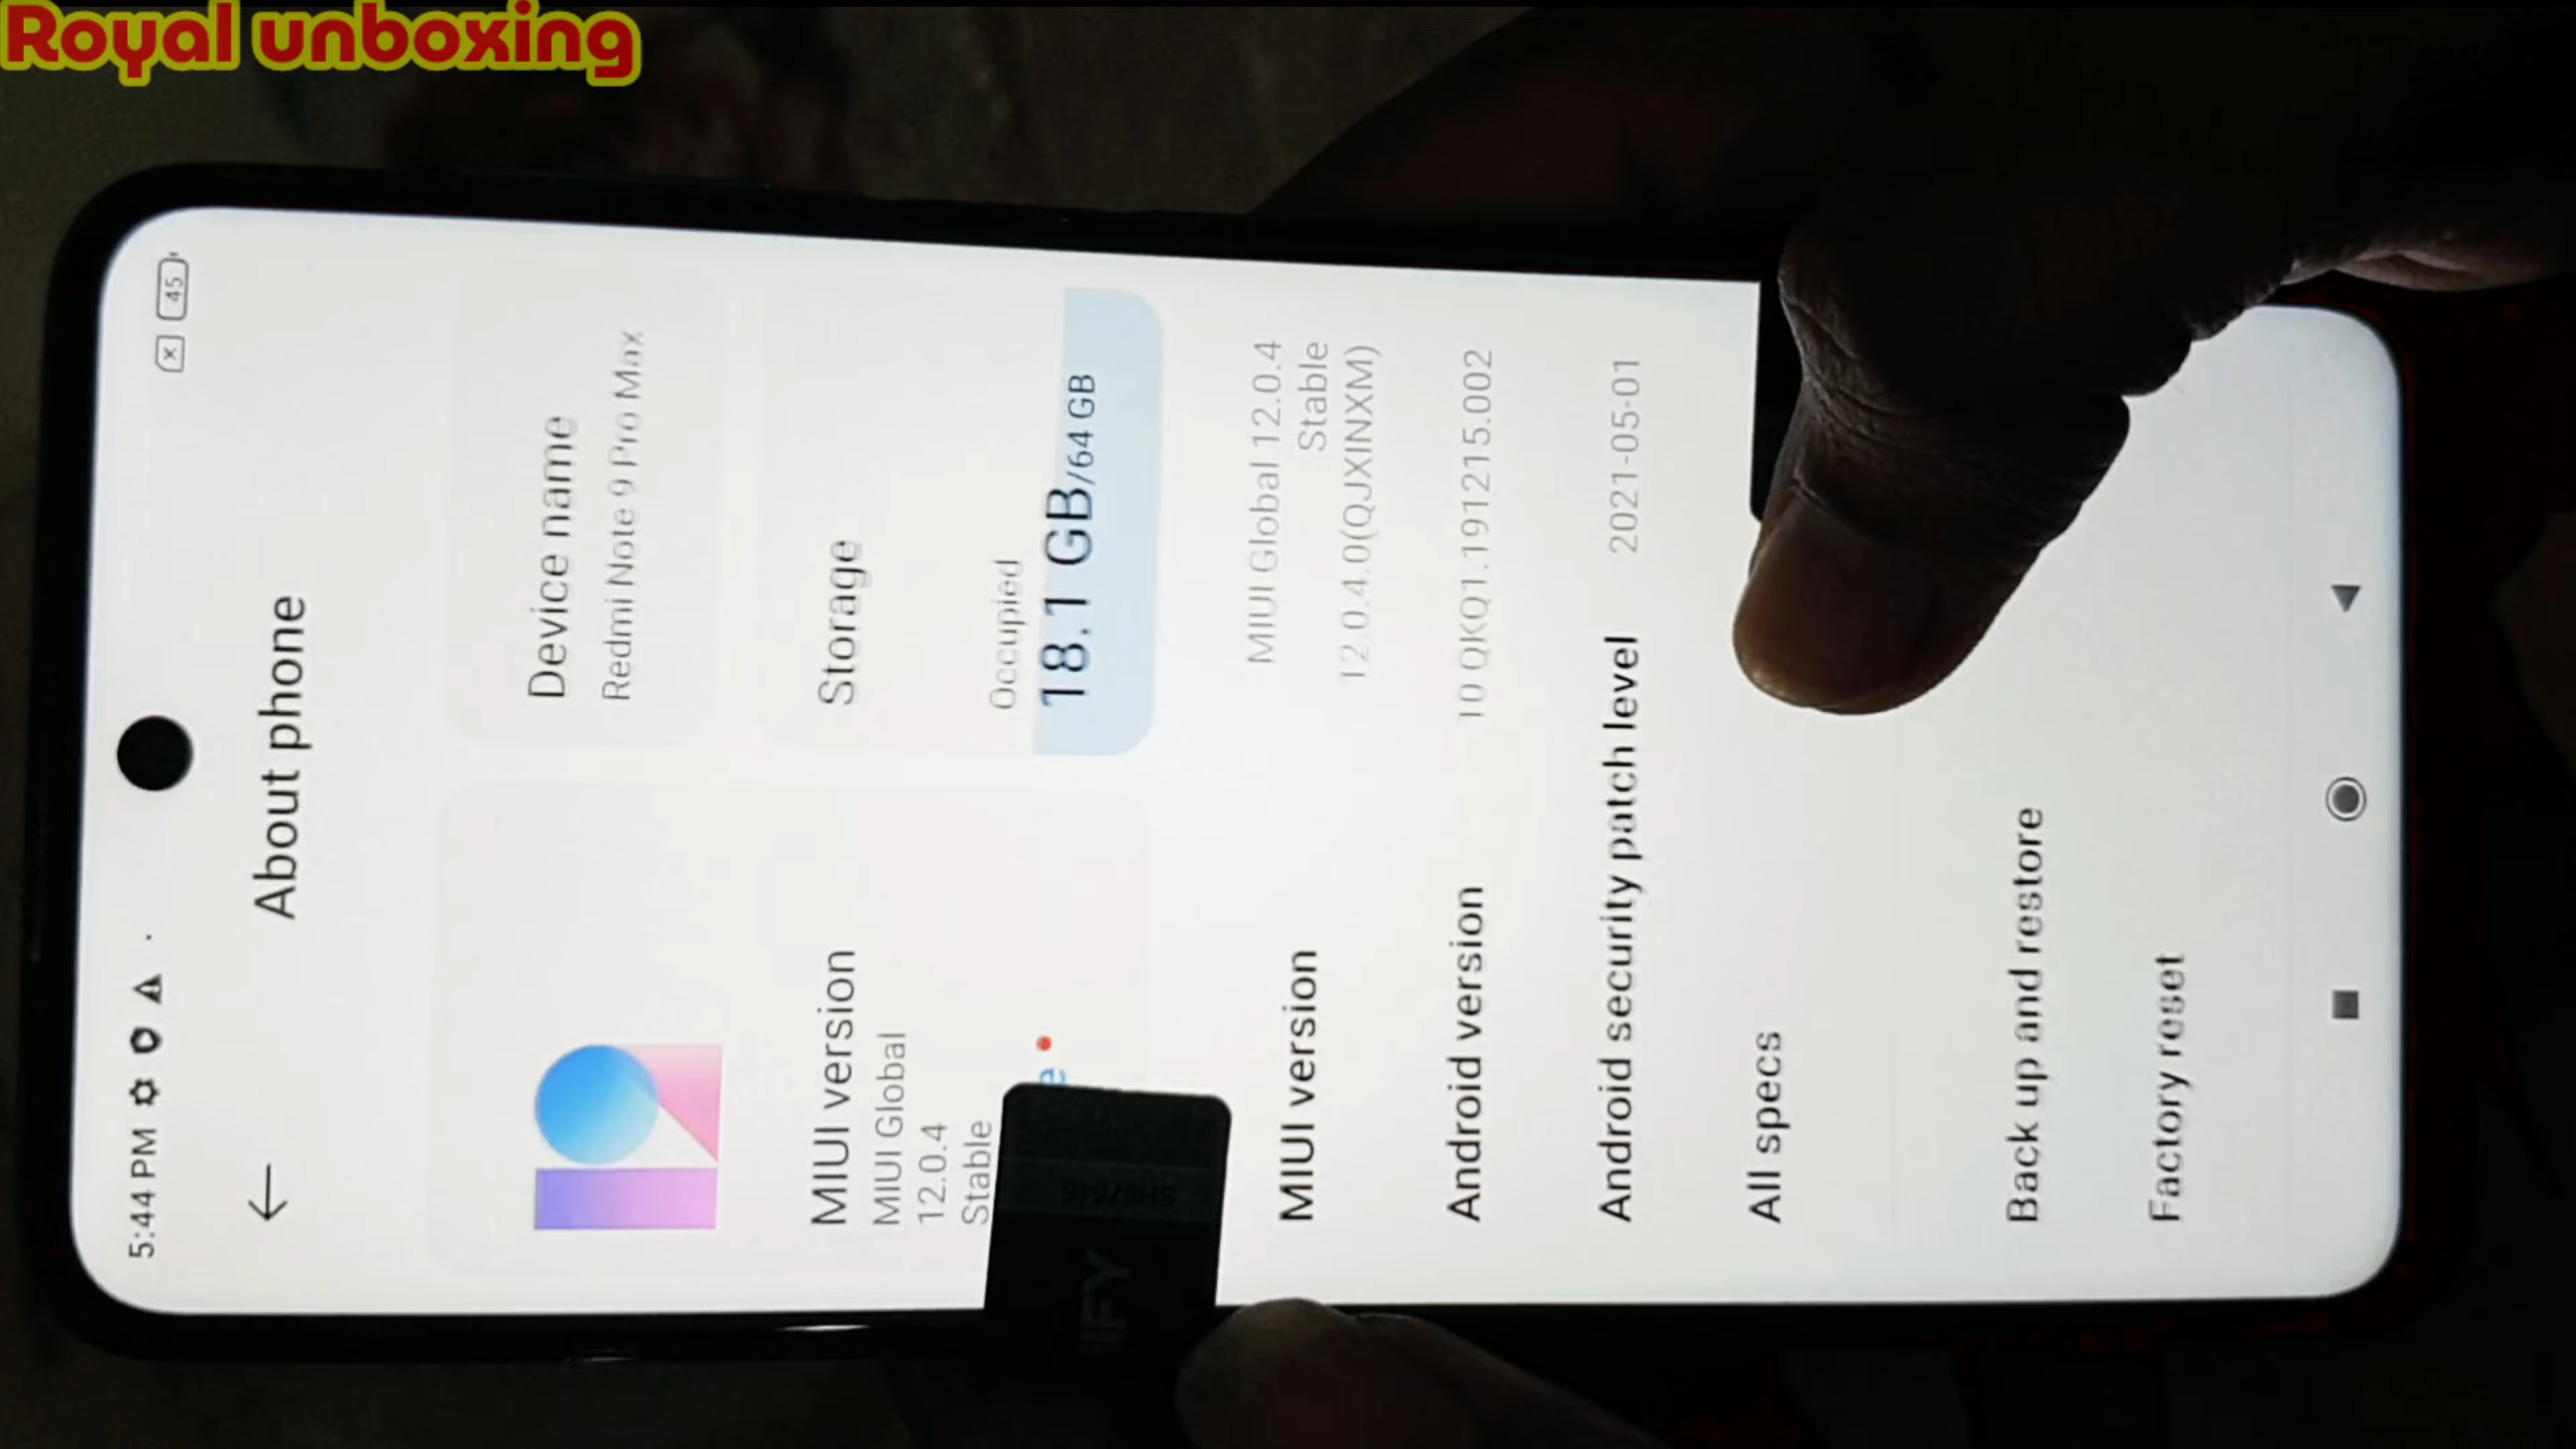 Royal unboxing
5:44 PM
45
About phone
Device name
Redmi Note 9 Pro Max
MIUI version
MIUI Global
12.0.4
Stable
Storage
Occupied
18.1 GB/64 GB
MIUI version
MIUI Global 12.0.4
Stable
12.0.4.0(QJXINXM)
Android version
10 QKQ1.191215.002
Android security patch level
2021-05-01
All specs
Back up and restore
Factory reset